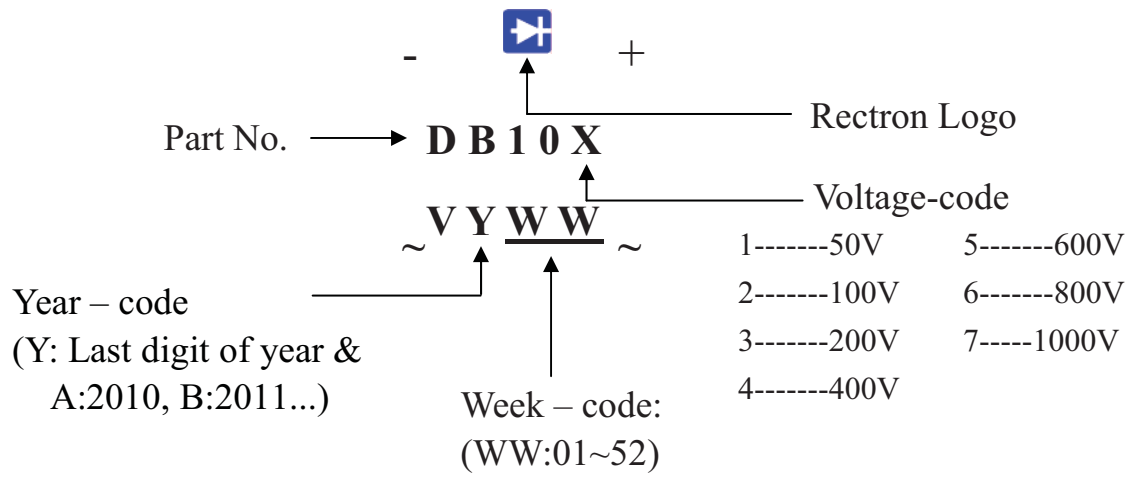 - +
Rectron Logo
Part No. D B 1 0 X
Voltage-code
~ V Y W W ~
1-------50V 5-------600V
2-------100V 6-------800V
3-------200V 7-----1000V
4-------400V
Year – code
(Y: Last digit of year &
A:2010, B:2011...)
Week – code:
(WW:01~52)